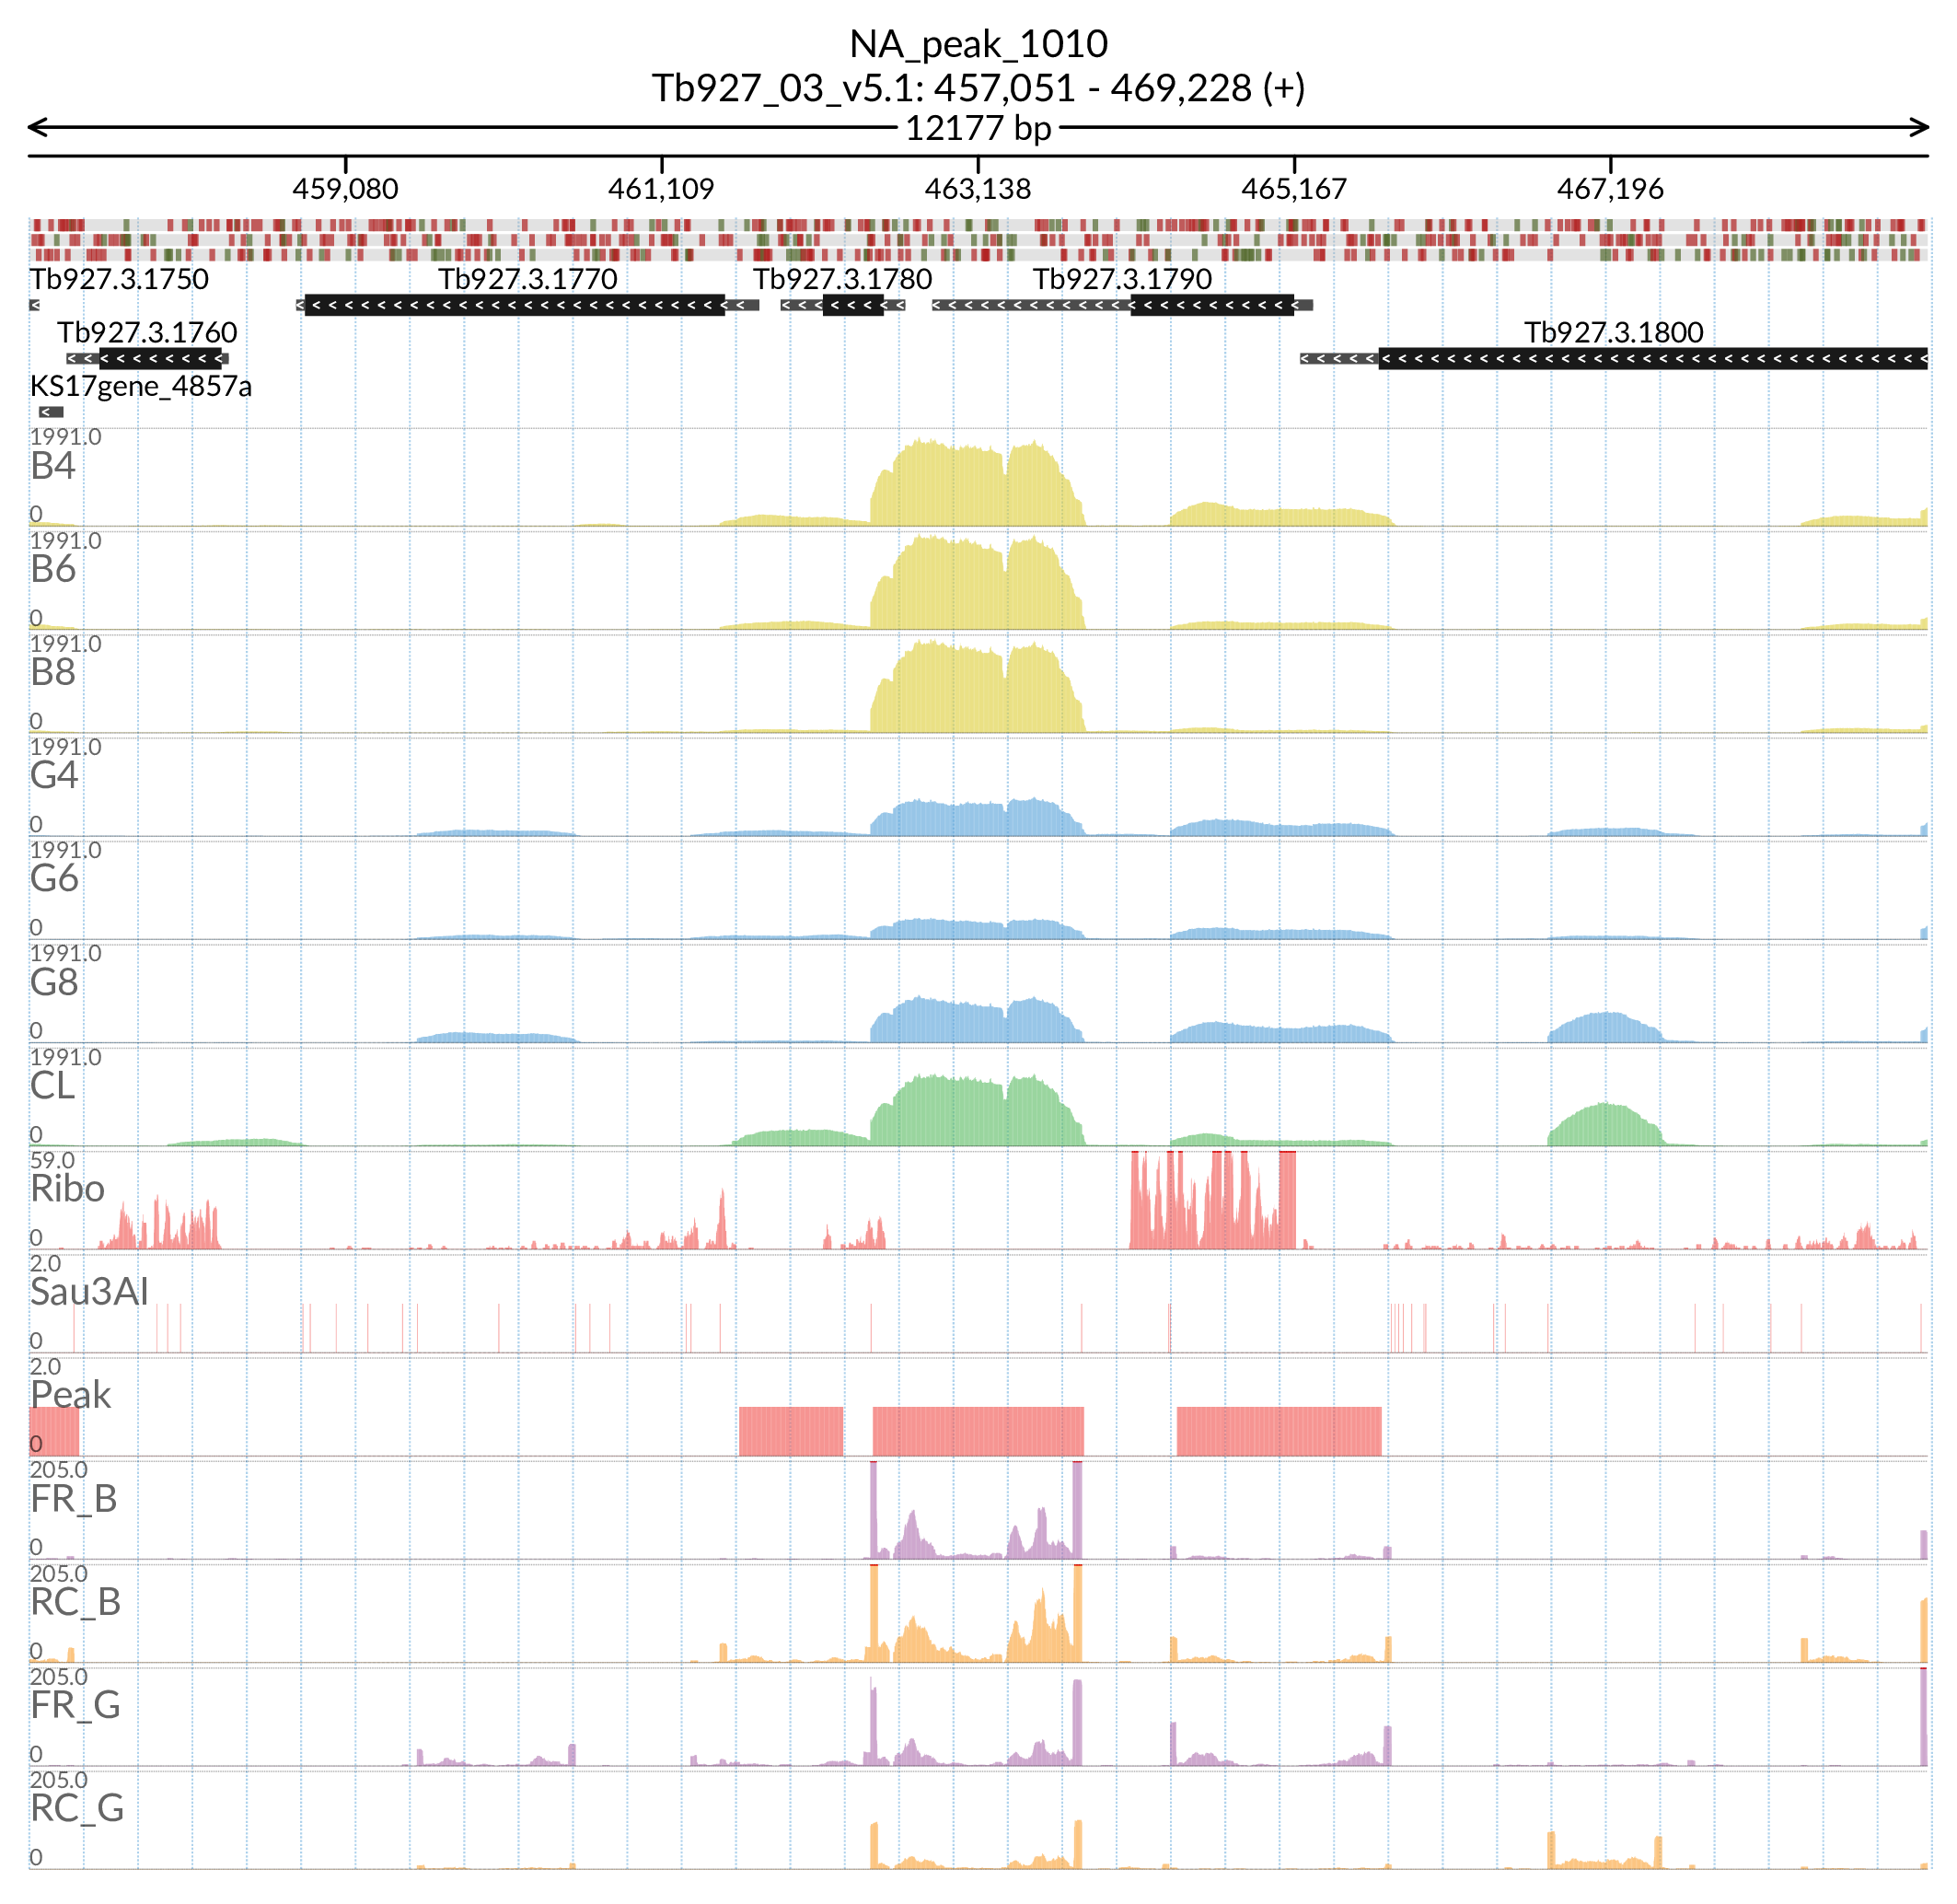 NA_peak_1010
Tb927_03_v5.1: 457,051 - 469,228 (+)
12177 bp
459,080 461,109 463,138 465,167 467,196
Tb927.3.1750 Tb927.3.1770 Tb927.3.1780 Tb927.3.1790
Tb927.3.1760 Tb927.3.1800
KS17gene_4857a
1991.0
B4
0
1991.0
B6
0
1991.0
B8
0
1991.0
G4
0
1991.0
G6
0
1991.0
G8
0
1991.0
CL
0
59.0
Ribo
0
2.0
Sau3AI
0
2.0
Peak
0
205.0
FR_B
0
205.0
RC_B
0
205.0
FR_G
0
205.0
RC_G
0